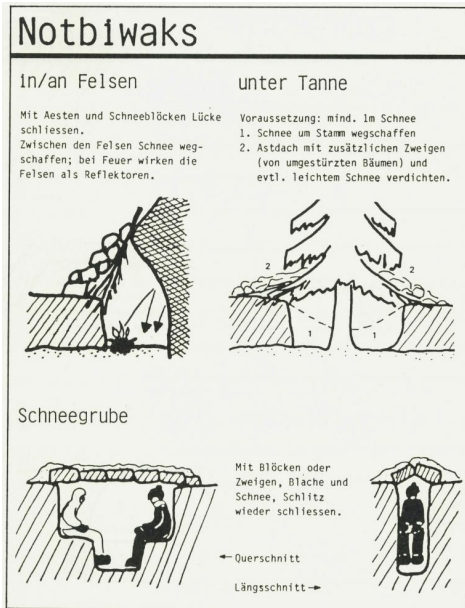 Notbiwaks
in/an Felsen
Mit Aesten und Schneeblöcken Lücke
schliessen.
Zwischen den Felsen Schnee weg-
schaffen; bei Feuer wirken die
Felsen als Reflektoren.
unter Tanne
Voraussetzung: mind. 1m Schnee
1. Schnee um Stamm wegschaffen
2. Astdach mit zusätzlichen Zweigen
(von umgestürzten Bäumen) und
evtl. leichtem Schnee verdichten.
2
2
1
1
Schneegrube
Mit Blöcken oder
Zweigen, Blache und
Schnee, Schlitz
wieder schliessen.
← Querschnitt
Längsschnitt →